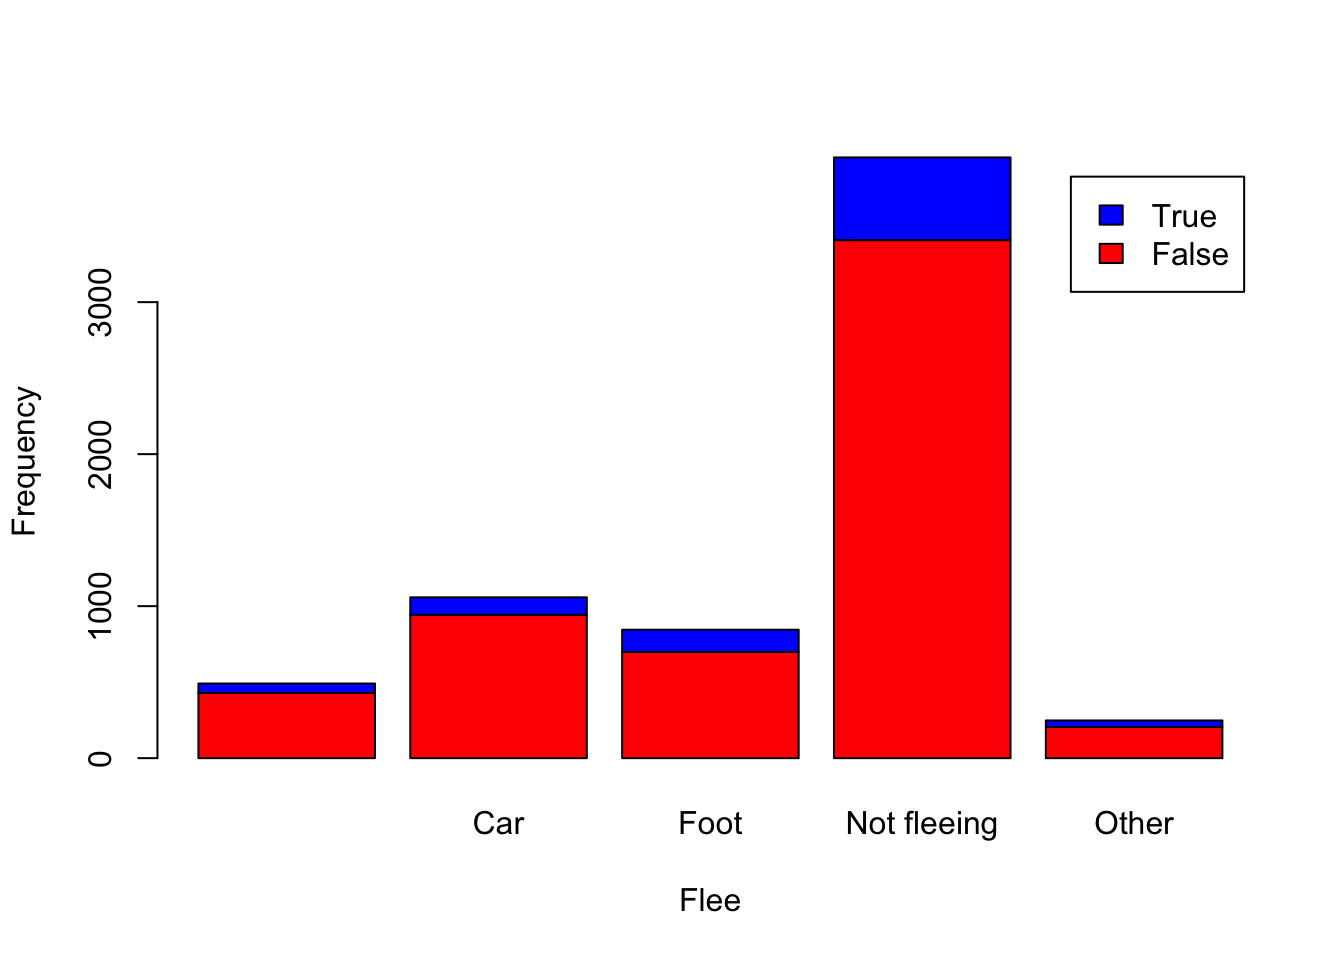 True
False
3000
2000
1000
0
Frequency
Car
Foot
Not fleeing
Other
Flee